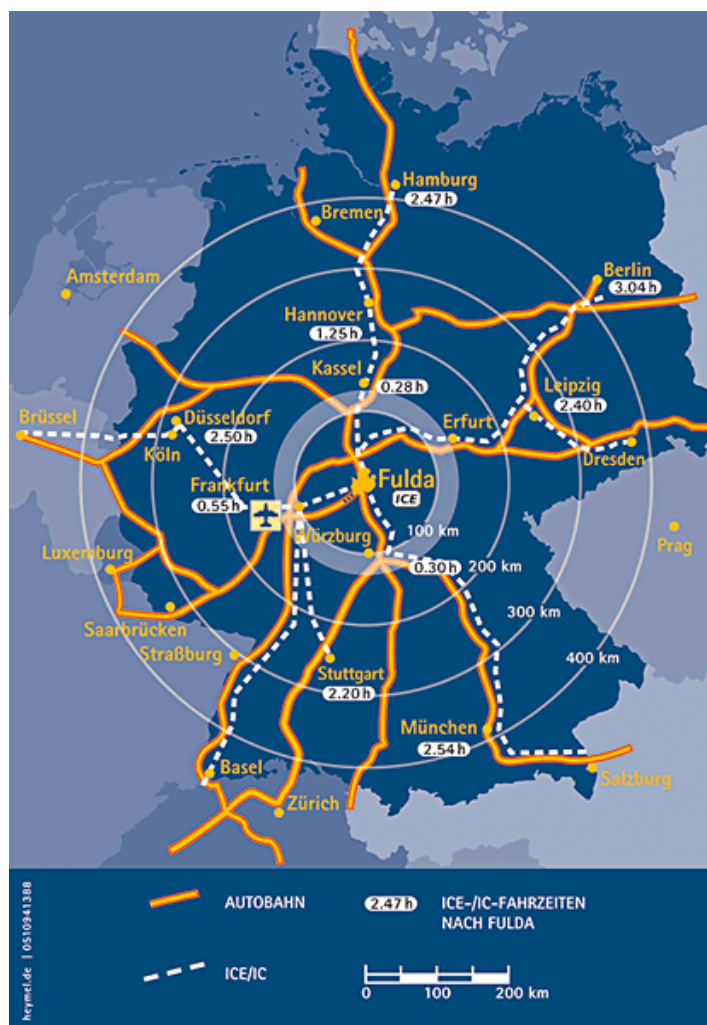 Hamburg
2.47 h
Bremen
Amsterdam
Berlin
3.04 h
Hannover
1.25 h
Kassel
0.28 h
Leipzig
2.40 h
Brüssel
Düsseldorf
2.50 h
Köln
Erfurt
Dresden
Frankfurt
0.55 h
Fulda
ICE
Würzburg
100 km
Prag
Luxemburg
0.30 h
200 km
300 km
Saarbrücken
Straßburg
400 km
Stuttgart
2.20 h
München
2.54 h
Basel
Salzburg
Zürich
AUTOBAHN
2.47 h
ICE-/IC-FAHRZEITEN
NACH FULDA
ICE/IC
0 100 200 km
heymel.de | 0510941388